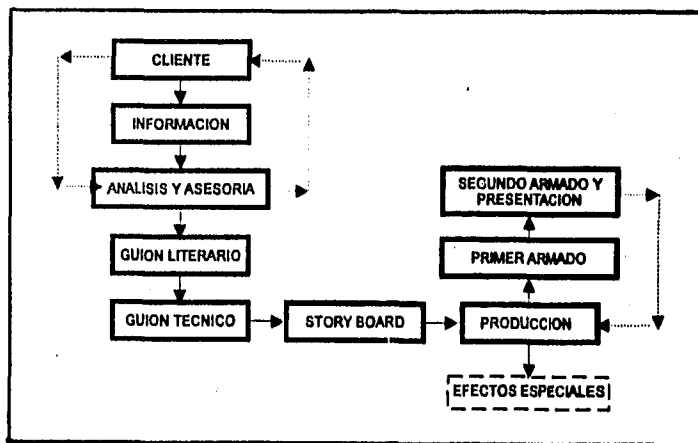 CLIENTE
INFORMACION
ANALISIS Y ASESORIA
GUION LITERARIO
GUION TECNICO
STORY BOARD
PRODUCCION
PRIMER ARMADO
SEGUNDO ARMADO Y
PRESENTACION
EFECTOS ESPECIALES